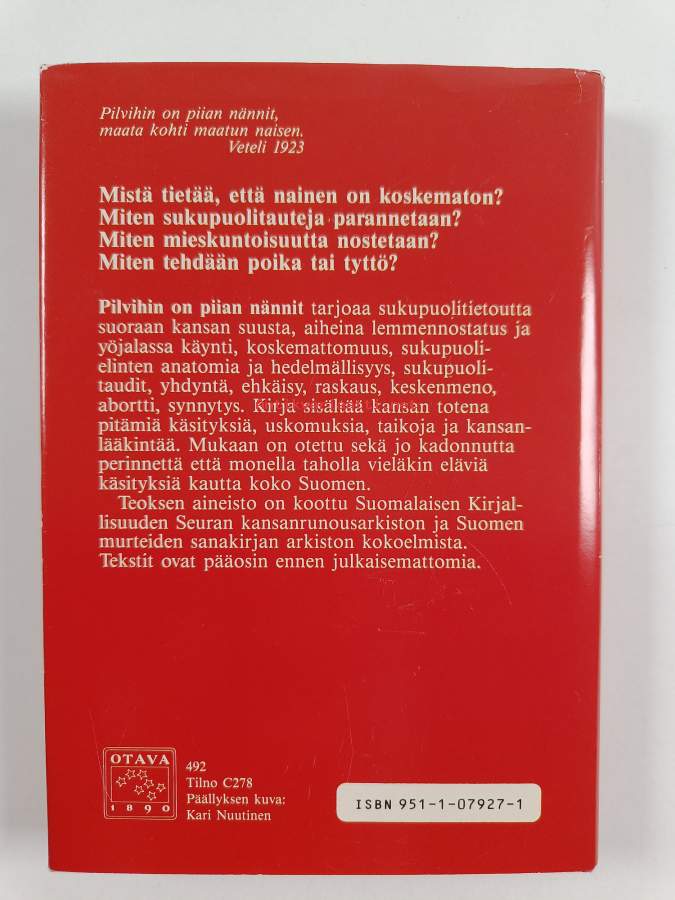 Pilvihin on piian nännit,
maata kohti maatun naisen.
Veteli 1923
Mistä tietää, että nainen on koskematon?
Miten sukupuolitauteja parannetaan?
Miten mieskuntoisuutta nostetaan?
Miten tehdään poika tai tyttö?
Pilvihin on piian nännit tarjoaa sukupuolitietoutta
suoraan kansan suusta, aiheina lemmennostatus ja
yöjalassa käynti, koskemattomuus, sukupuoli-
elinten anatomia ja hedelmällisyys, sukupuoli-
taudit, yhdyntä, ehkäisy, raskaus, keskenmeno,
abortti, synnytys. Kirja sisältää kansan totena
pitämiä käsityksiä, uskomuksia, taikoja ja kansan-
lääkintää. Mukaan on otettu sekä jo kadonnutta
perinnettä että monella taholla vieläkin eläviä
käsityksiä kautta koko Suomen.
Teoksen aineisto on koottu Suomalaisen Kirjal-
lisuuden Seuran kansanrunousarkiston ja Suomen
murteiden sanakirjan arkiston kokoelmista.
Tekstit ovat pääosin ennen julkaisemattomia.
OTAVA
1890
492
Tilno C278
Päällyksen kuva:
Kari Nuutinen
ISBN 951-1-07927-1